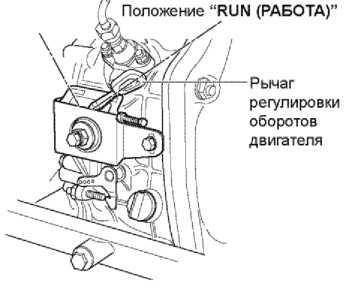 Положение “RUN (РАБОТА)”
Рычаг
регулировки
оборотов
двигателя